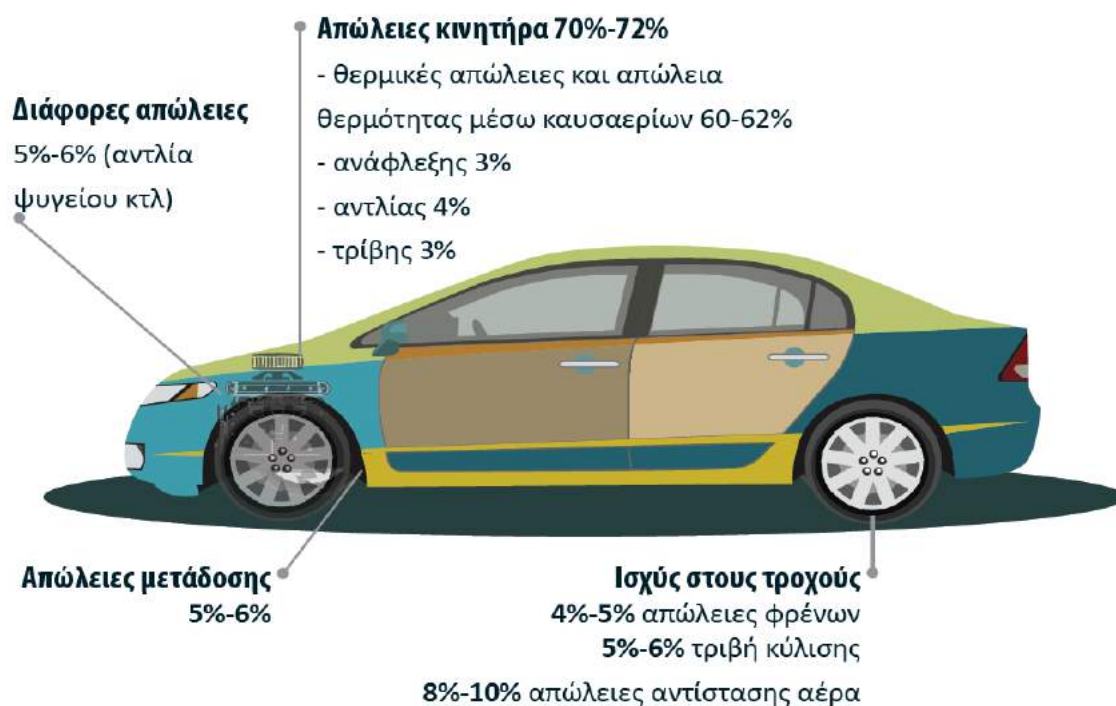 Απώλειες κινητήρα 70%-72%
- θερμικές απώλειες και απώλεια
θερμότητας μέσω καυσαερίων 60-62%
- ανάφλεξης 3%
- αντλίας 4%
- τρίβης 3%
Διάφορες απώλειες
5%-6% (αντλία
ψυγείου κτλ)
Απώλειες μετάδοσης
5%-6%
Ισχύς στους τροχούς
4%-5% απώλειες φρένων
5%-6% τριβή κύλισης
8%-10% απώλειες αντίστασης αέρα